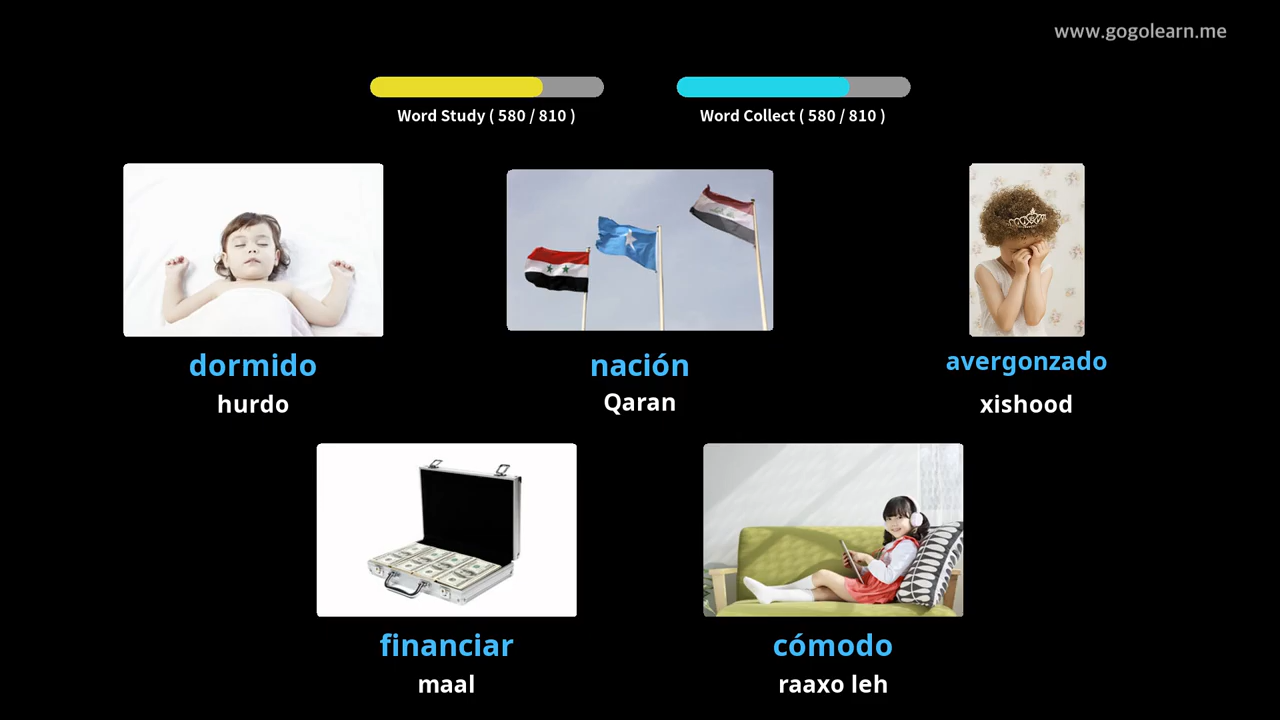 www.gogolearn.me
Word Study ( 580 / 810 )
Word Collect ( 580 / 810 )
dormido
hurdo
nación
Qaran
avergonzado
xishood
financiar
maal
cómodo
raaxo leh